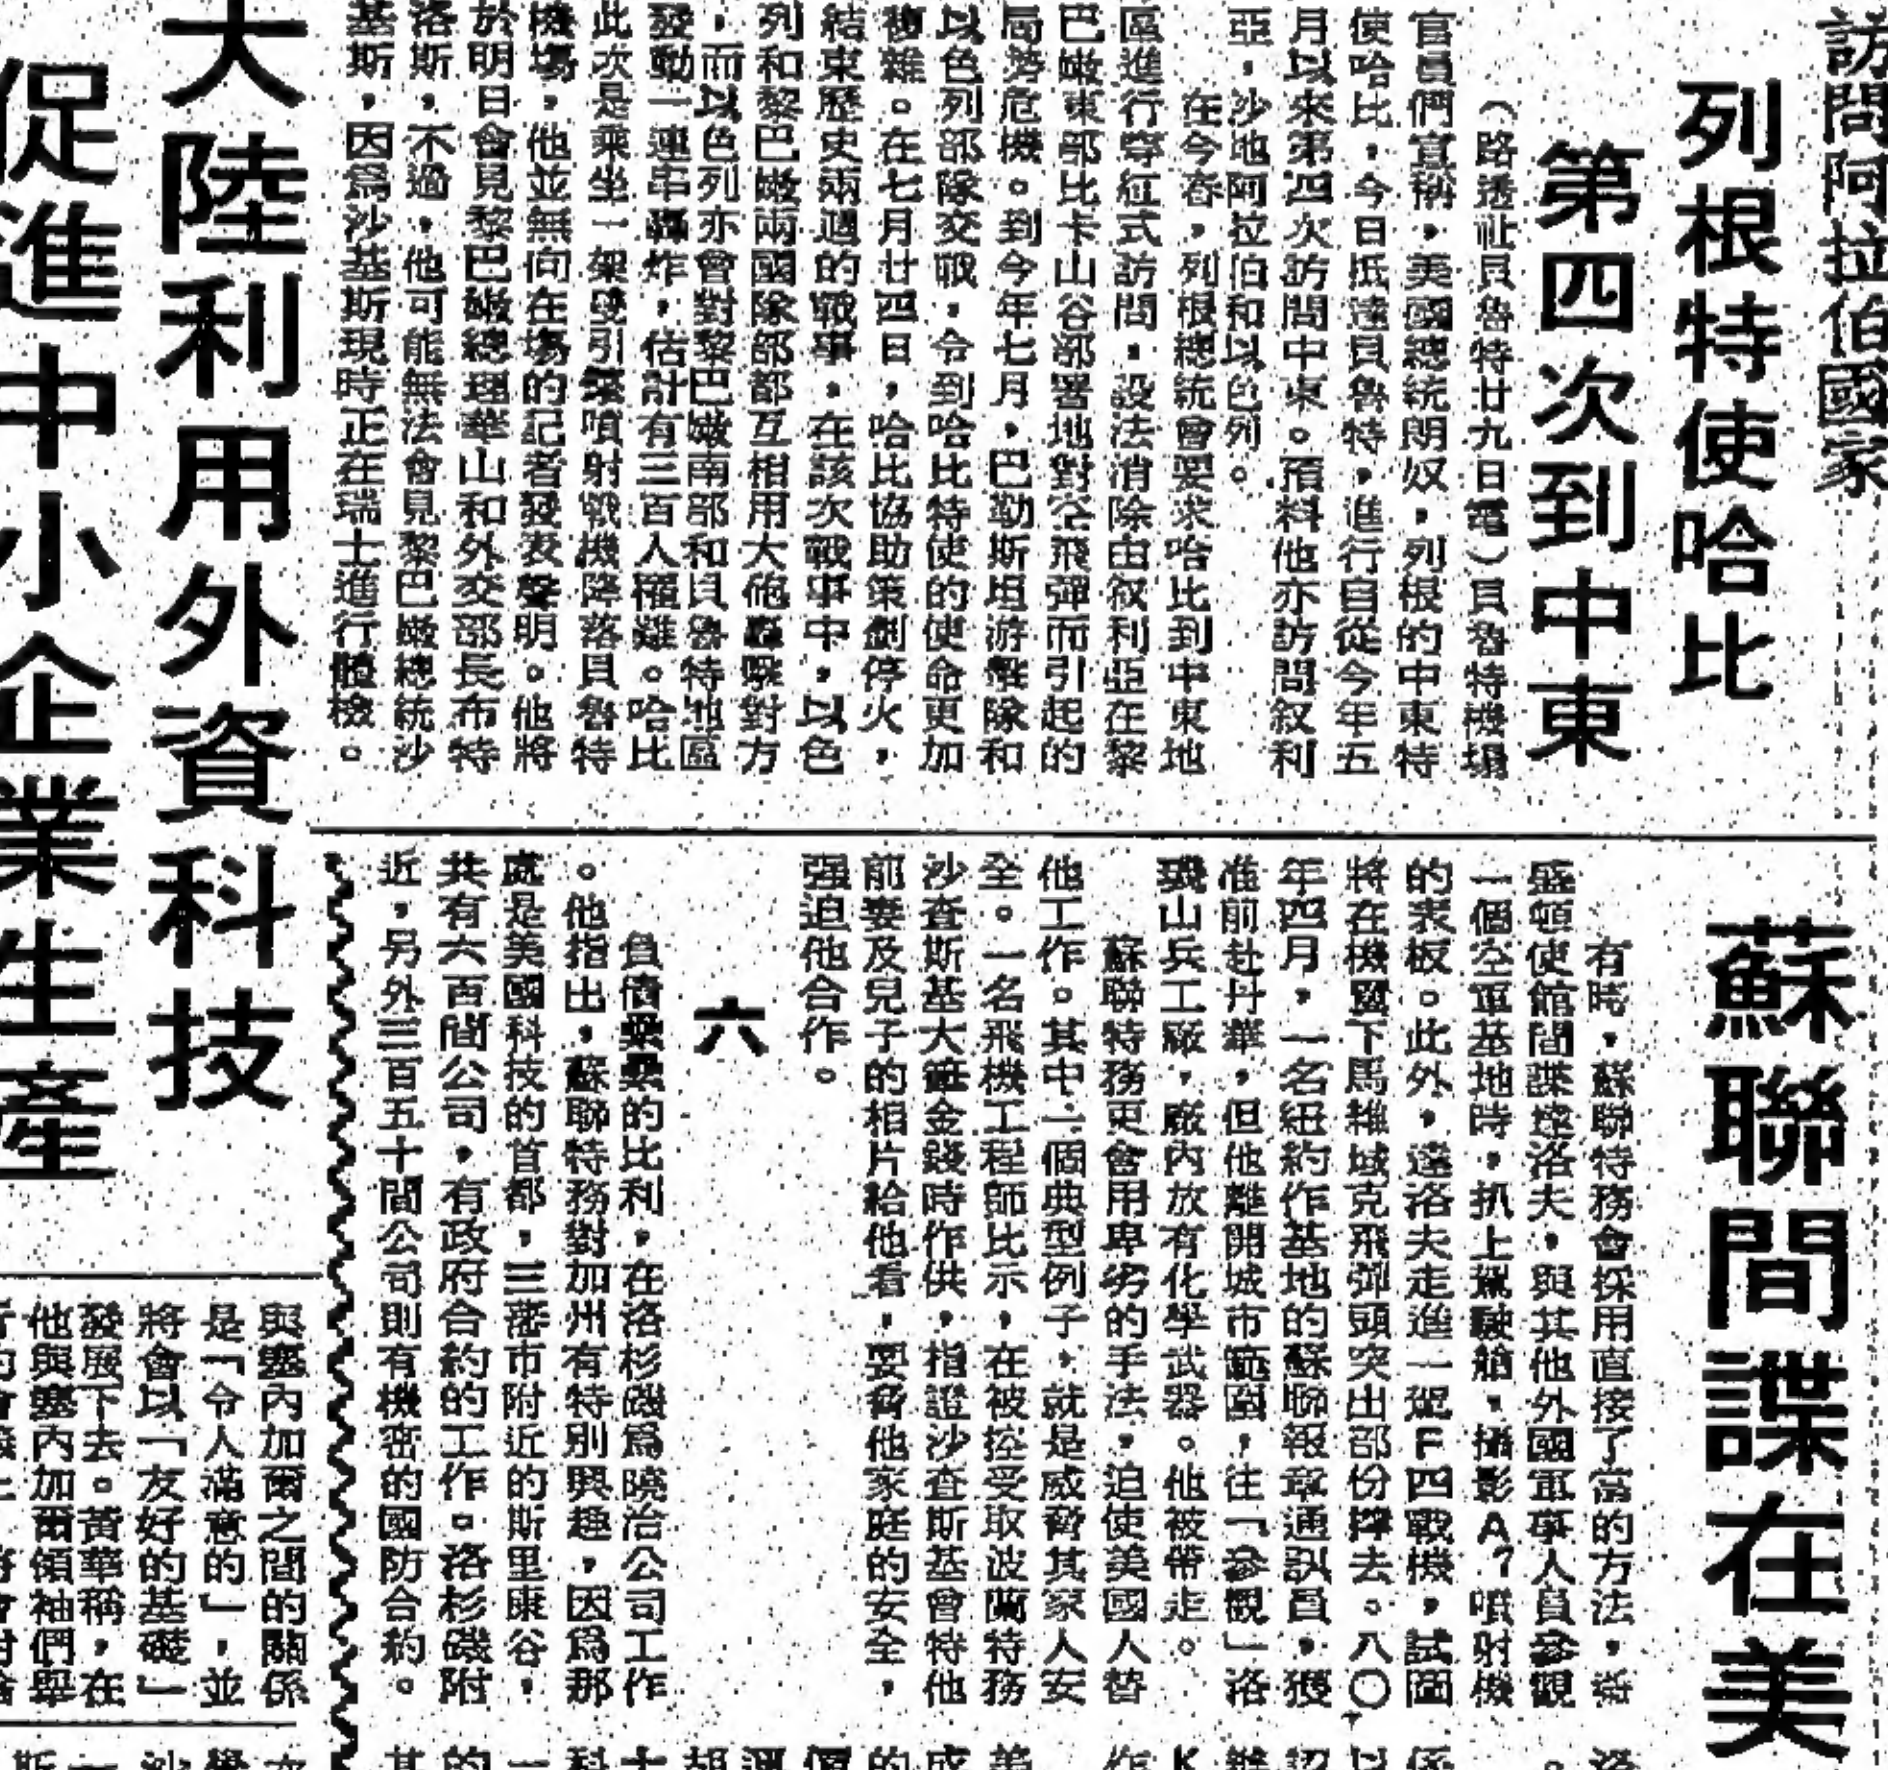 訪問阿拉伯國家
列根特使哈比
第四次到中東
（路透社貝魯特廿九日電）貝魯特機場
官員們宣稱，美國總統朗奴，列根的中東特
使哈比，今日抵達貝魯特，進行自從今年五
月以來第四次訪問中東。預料他亦訪問叙利
亞，沙地阿拉伯和以色列。
在今春，列根總統曾要求哈比到中東地
區進行穿梭式訪問，設法消除由叙利亞在黎
巴嫩東部比卡山谷部署地對空飛彈而引起的
局勢危機。到今年七月，巴勒斯坦游擊隊和
以色列部隊交戰，令到哈比特使的使命更加
複雜。在七月廿四日，哈比協助策劃停火，
結束歷史兩週的戰事，在該次戰事中，以色
列和黎巴嫩兩國隊部都互相用大砲轟擊對方
，而以色列亦曾對黎巴嫩南部和貝魯特地區
發動一連串轟炸，估計有三百人罹難。哈比
此次是乘坐一架雙引擎噴射戰機降落貝魯特
機場，他並無向在場的記者發表聲明。他將
於明日會見黎巴嫩總理華山和外交部長布特
洛斯，不過，他可能無法會見黎巴嫩總統沙
基斯，因為沙基斯現時正在瑞士進行體檢。
大陸利用外資科技
促進中小企業生產
蘇聯間諜在美
有時，蘇聯特務會採用直接了當的方法，
盛頓使館間諜 洛夫，與其他外國軍事人員參觀
一個空軍基地時，扒上駕駛艙，攝影A7噴射機
的表板。此外，遠洛夫走進一架F四戰機，試圖
將在機翼下馬維域克飛彈頭突出部份擰去。八〇
年四月，一名紐約作基地的蘇聯報章通訊員，獲
准前赴丹華，但他離開城市範圍，往「參觀」洛
磯山兵工廠，廠內放有化學武器。他被帶走。
蘇聯特務更會用卑劣的手法，迫使美國人替
他工作。其中一個典型例子，就是威脅其家人安
全。一名飛機工程師比示，在被控受取波蘭特務
沙查斯基大筆金錢時作供，指證沙查斯基曾特他
前妻及兒子的相片給他看，要脅他家庭的安全，
强迫他合作。
六
負債纍纍的比利，在洛杉磯爲曉治公司工作
。他指出，蘇聯特務對加州有特別興趣，因爲那
處是美國科技的首都，三藩市附近的斯里康谷，
共有六百間公司，有政府合約的工作。洛杉磯附
近，另外三百五十間公司則有機密的國防合約。
與塞內加爾之間的關係
是「令人滿意的」，並
將會以「友好的基礎」
發展下去。黃華稱，在
他與塞內加爾領袖們舉